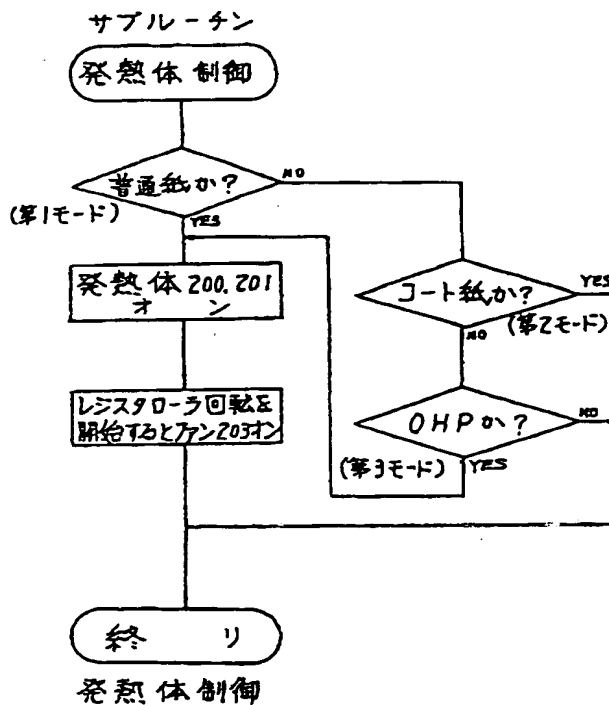 サブルーチン
発熱体制御
普通紙か?
NO
(第1モード)
YES
発熱体200.201
オン
コート紙か?
YES
(第2モード)
NO
レジスタローラ回転を
開始するとファン203オン
OHPか?
NO
(第3モード)
YES
終り
発熱体制御